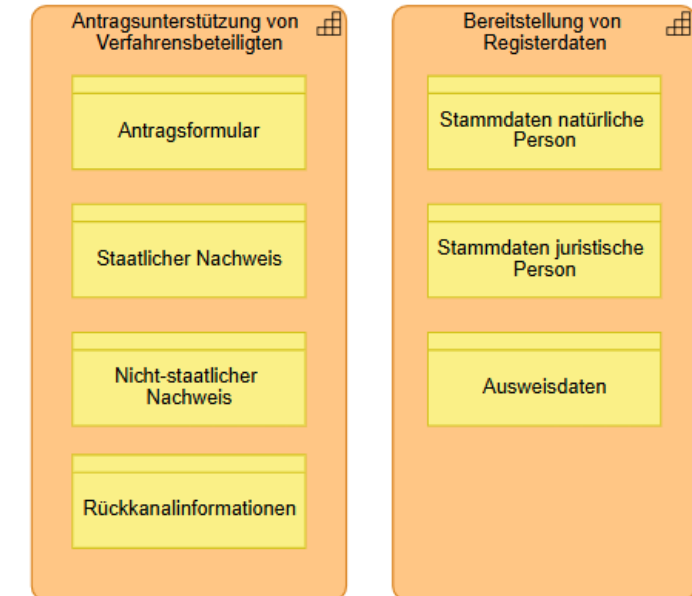 Antragsunterstützung von
Verfahrensbeteiligten
Antragsformular
Staatlicher Nachweis
Nicht-staatlicher
Nachweis
Rückkanalinformationen
Bereitstellung von
Registerdaten
Stammdaten natürliche
Person
Stammdaten juristische
Person
Ausweisdaten